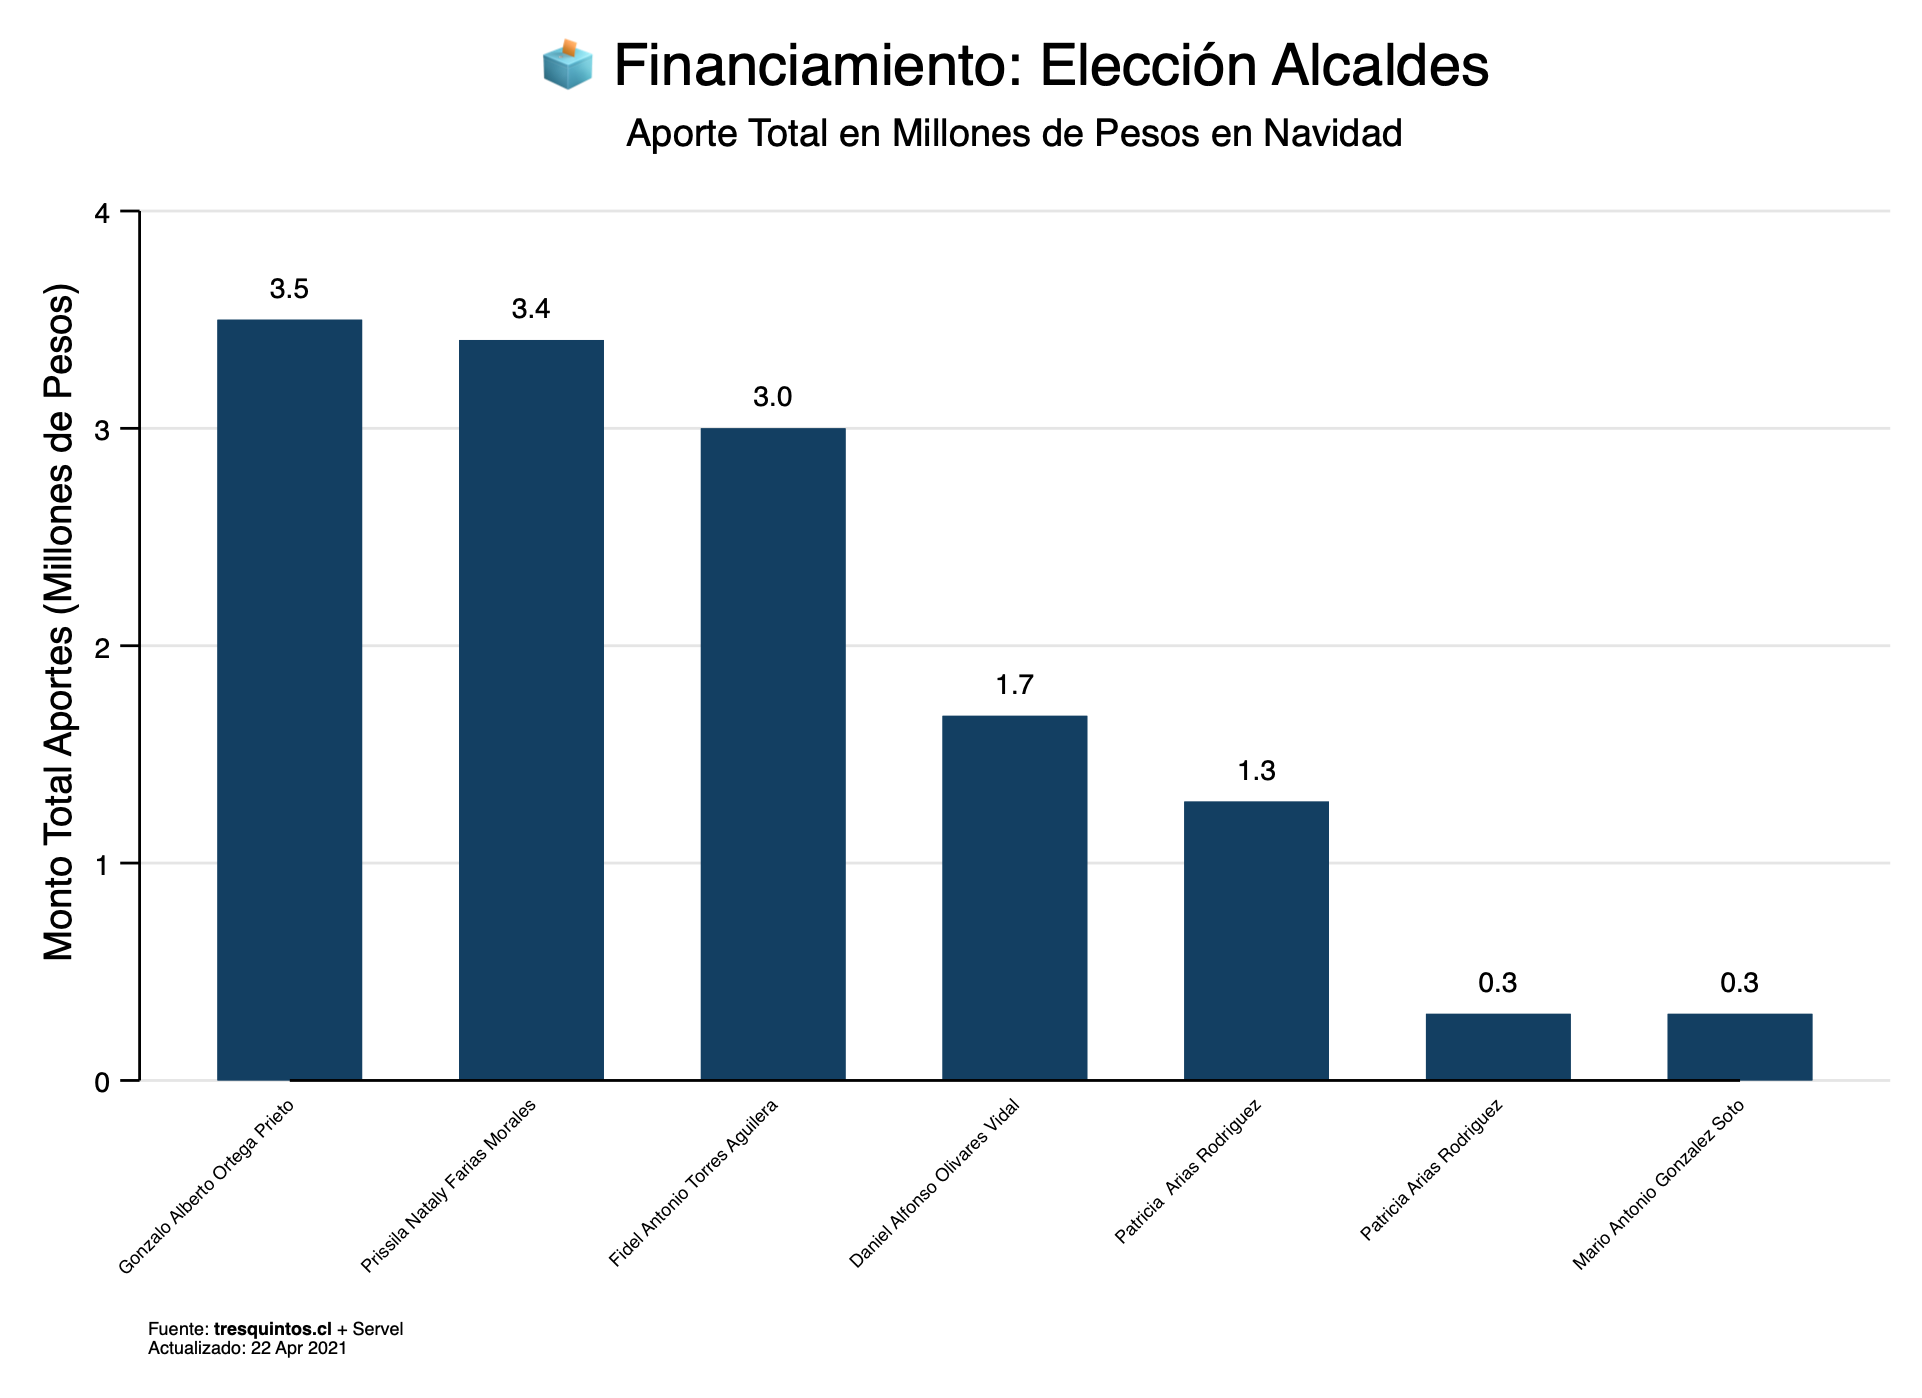 Financiamiento: Elección Alcaldes
Aporte Total en Millones de Pesos en Navidad
Monto Total Aportes (Millones de Pesos)
4
3
2
1
0
3.5
3.4
3.0
1.7
1.3
0.3
0.3
Gonzalo Alberto Ortega Prieto
Prissila Nataly Farias Morales
Fidel Antonio Torres Aguilera
Daniel Alfonso Olivares Vidal
Patricia  Arias Rodriguez
Patricia Arias Rodriguez
Mario Antonio Gonzalez Soto
Fuente: tresquintos.cl + Servel
Actualizado: 22 Apr 2021